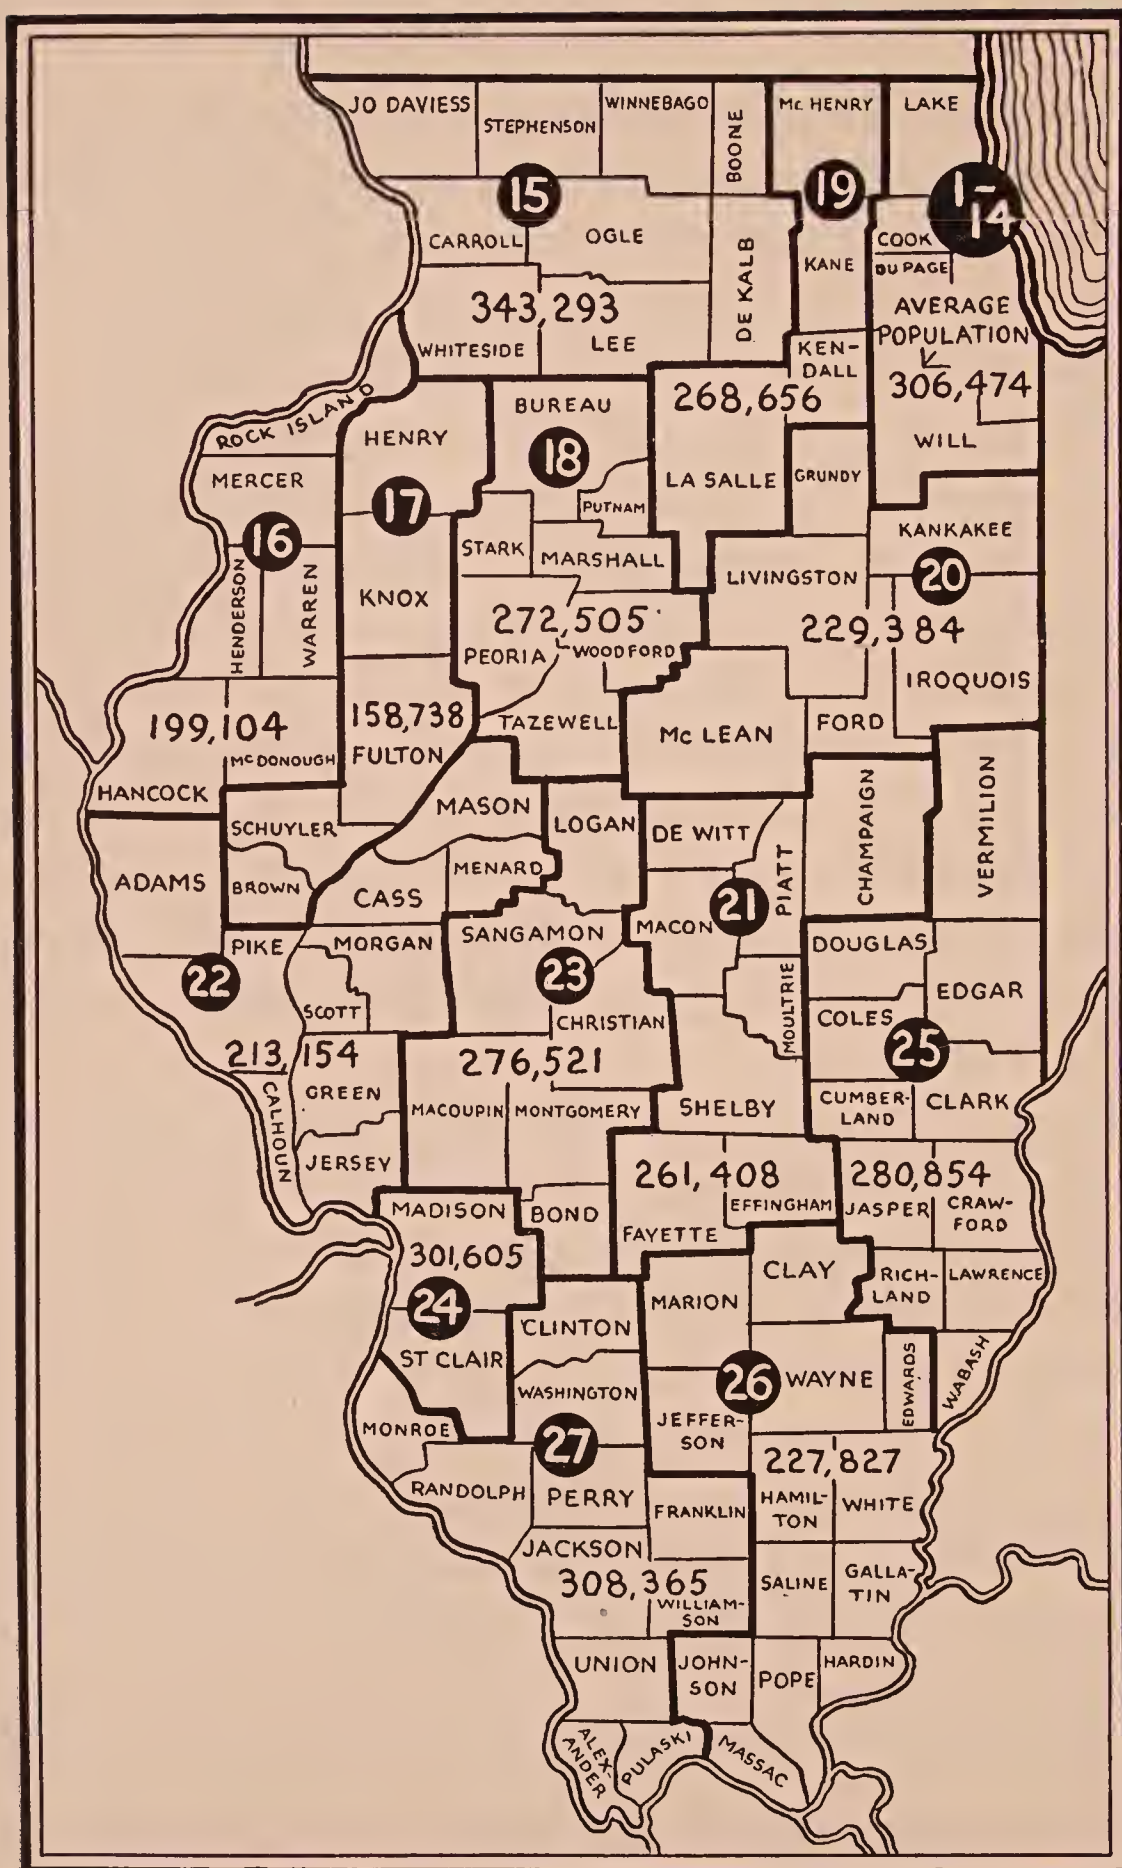 JO DAVIESS
STEPHENSON
WINNEBAGO
BOONE
Mc HENRY
LAKE
15
19
1-14
CARROLL
OGLE
DE KALB
KANE
COOK
DU PAGE
343,293
WHITESIDE
LEE
KEN-
DALL
AVERAGE
POPULATION
306,474
268,656
ROCK ISLAND
HENRY
BUREAU
WILL
MERCER
17
18
PUTNAM
LA SALLE
GRUNDY
16
STARK
MARSHALL
KANKAKEE
HENDERSON
WARREN
KNOX
LIVINGSTON
20
272,505
229,384
PEORIA
WOODFORD
IROQUOIS
199,104
158,738
TAZEWELL
Mc LEAN
FORD
McDONOUGH
FULTON
HANCOCK
MASON
LOGAN
DE WITT
CHAMPAIGN
VERMILION
SCHUYLER
ADAMS
BROWN
CASS
MENARD
PIATT
21
MACON
PIKE
MORGAN
SANGAMON
DOUGLAS
22
23
EDGAR
SCOTT
CHRISTIAN
MOULTRIE
COLES
25
213,154
276,521
CALHOUN
GREEN
MACOUPIN
MONTGOMERY
SHELBY
CUMBER-
LAND
CLARK
JERSEY
261,408
280,854
MADISON
BOND
EFFINGHAM
JASPER
CRAW-
FORD
FAYETTE
301,605
CLAY
RICH-
LAND
LAWRENCE
24
MARION
CLINTON
ST CLAIR
WASHINGTON
26
WAYNE
EDWARDS
WABASH
MONROE
27
JEFFER-
SON
227,827
RANDOLPH
PERRY
FRANKLIN
HAMIL-
TON
WHITE
JACKSON
308,365
WILLIAM-
SON
SALINE
GALLA-
TIN
UNION
JOHN-
SON
POPE
HARDIN
ALEX-
ANDER
PULASKI
MASSAC